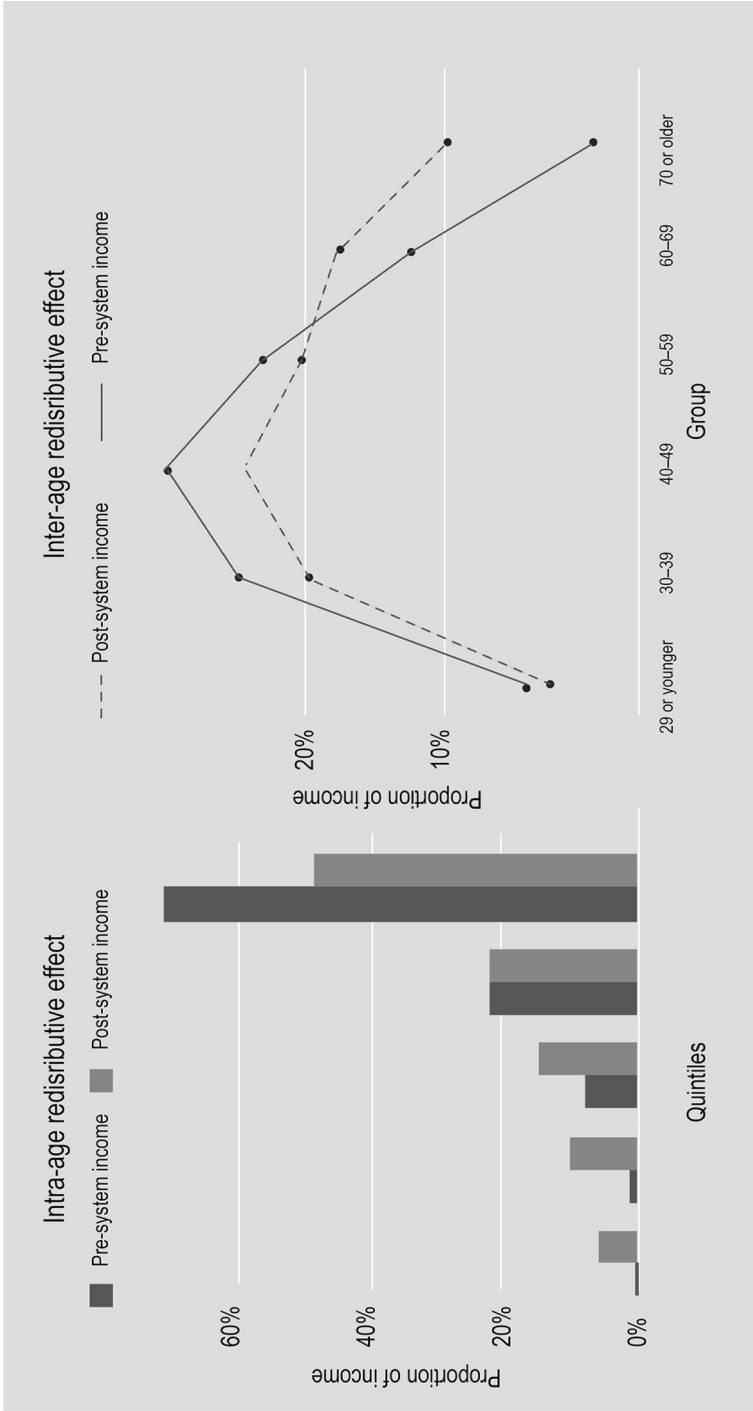 Intra-age redisributive effect
Pre-system income
Post-system income
Proportion of income
60%
40%
20%
0%
Quintiles
Inter-age redisributive effect
Post-system income
Pre-system income
Proportion of income
20%
10%
29 or younger
30–39
40–49
50–59
60–69
70 or older
Group